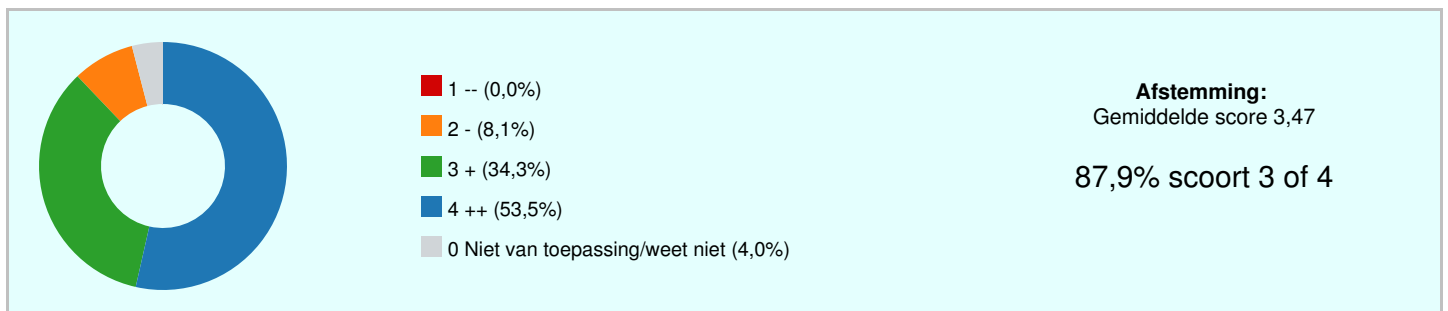 1 -- (0,0%)
2 - (8,1%)
3 + (34,3%)
4 ++ (53,5%)
0 Niet van toepassing/weet niet (4,0%)
Afstemming:
Gemiddelde score 3,47
87,9% scoort 3 of 4